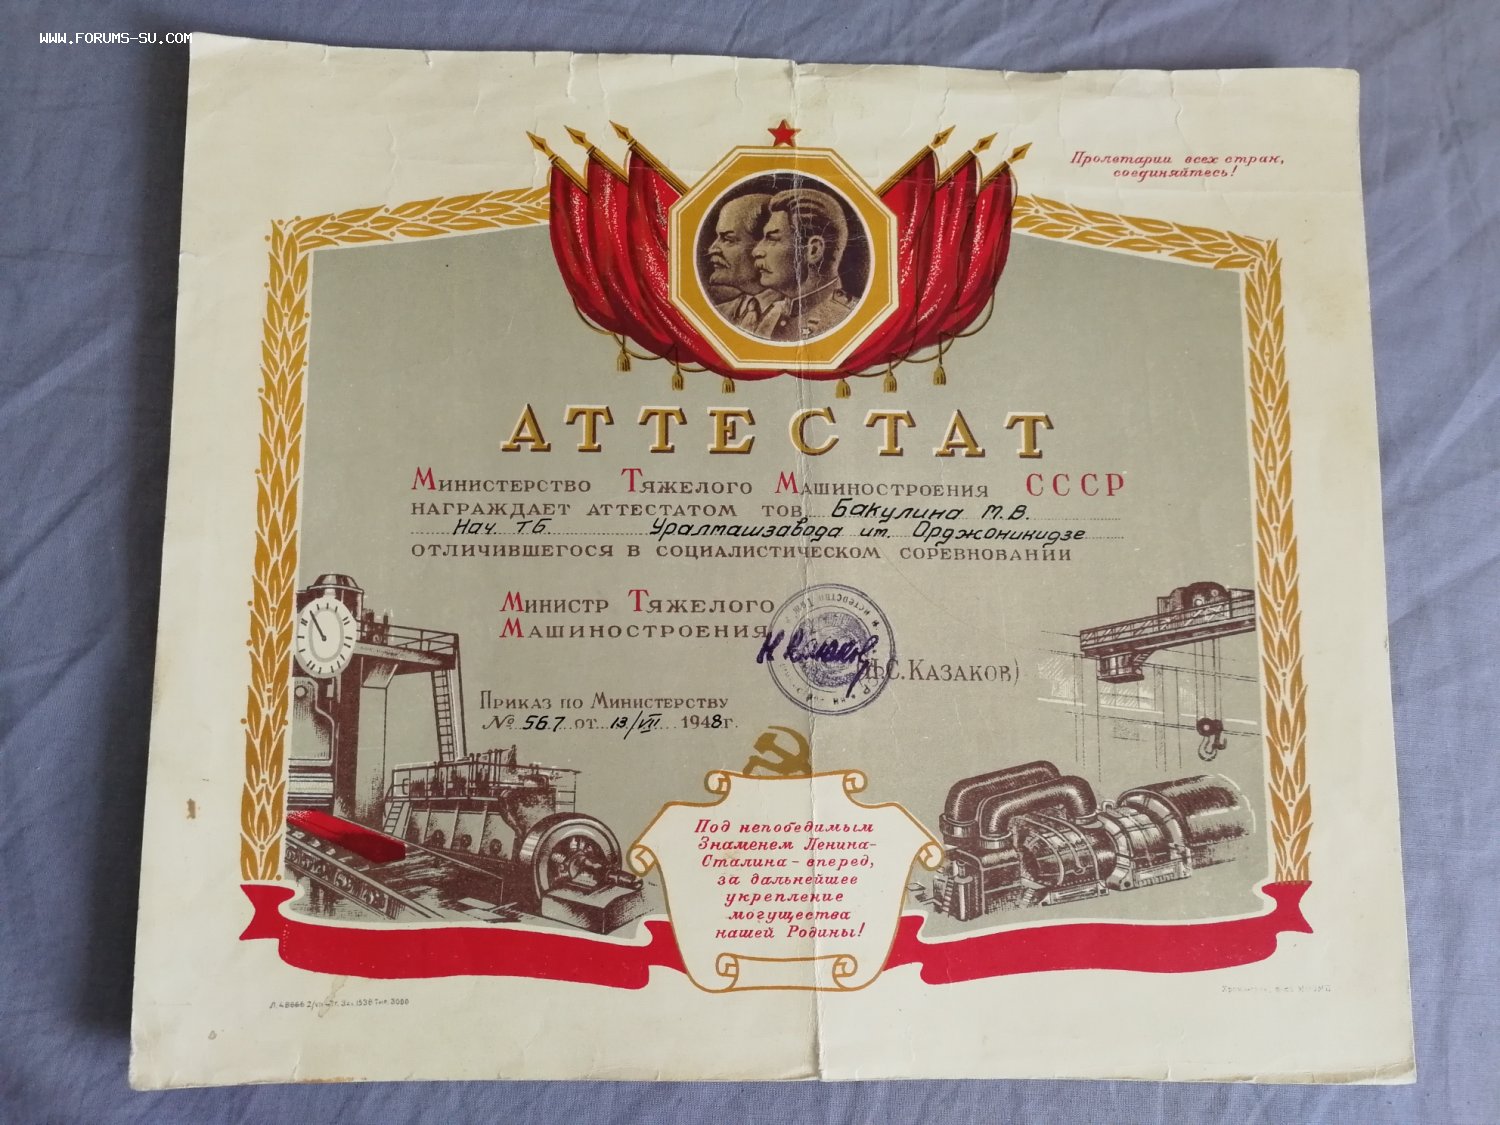 WWW.FORUMS-SU.COM
Пролетарии всех стран,
соединяйтесь!
АТТЕСТАТ
Министерство Тяжелого Машиностроения СССР
награждает аттестатом тов. Бакулина М.В.
Нач. ТБ. Уралмашзавода им. Орджоникидзе
отличившегося в социалистическом соревновании
Министр Тяжелого
Машиностроения
С. Казаков)
Приказ по Министерству
№ 567 от 13/VII 1948г.
Под непобедимым
Знаменем Ленина-
Сталина - вперед,
за дальнейшее
укрепление
могущества
нашей Родины!